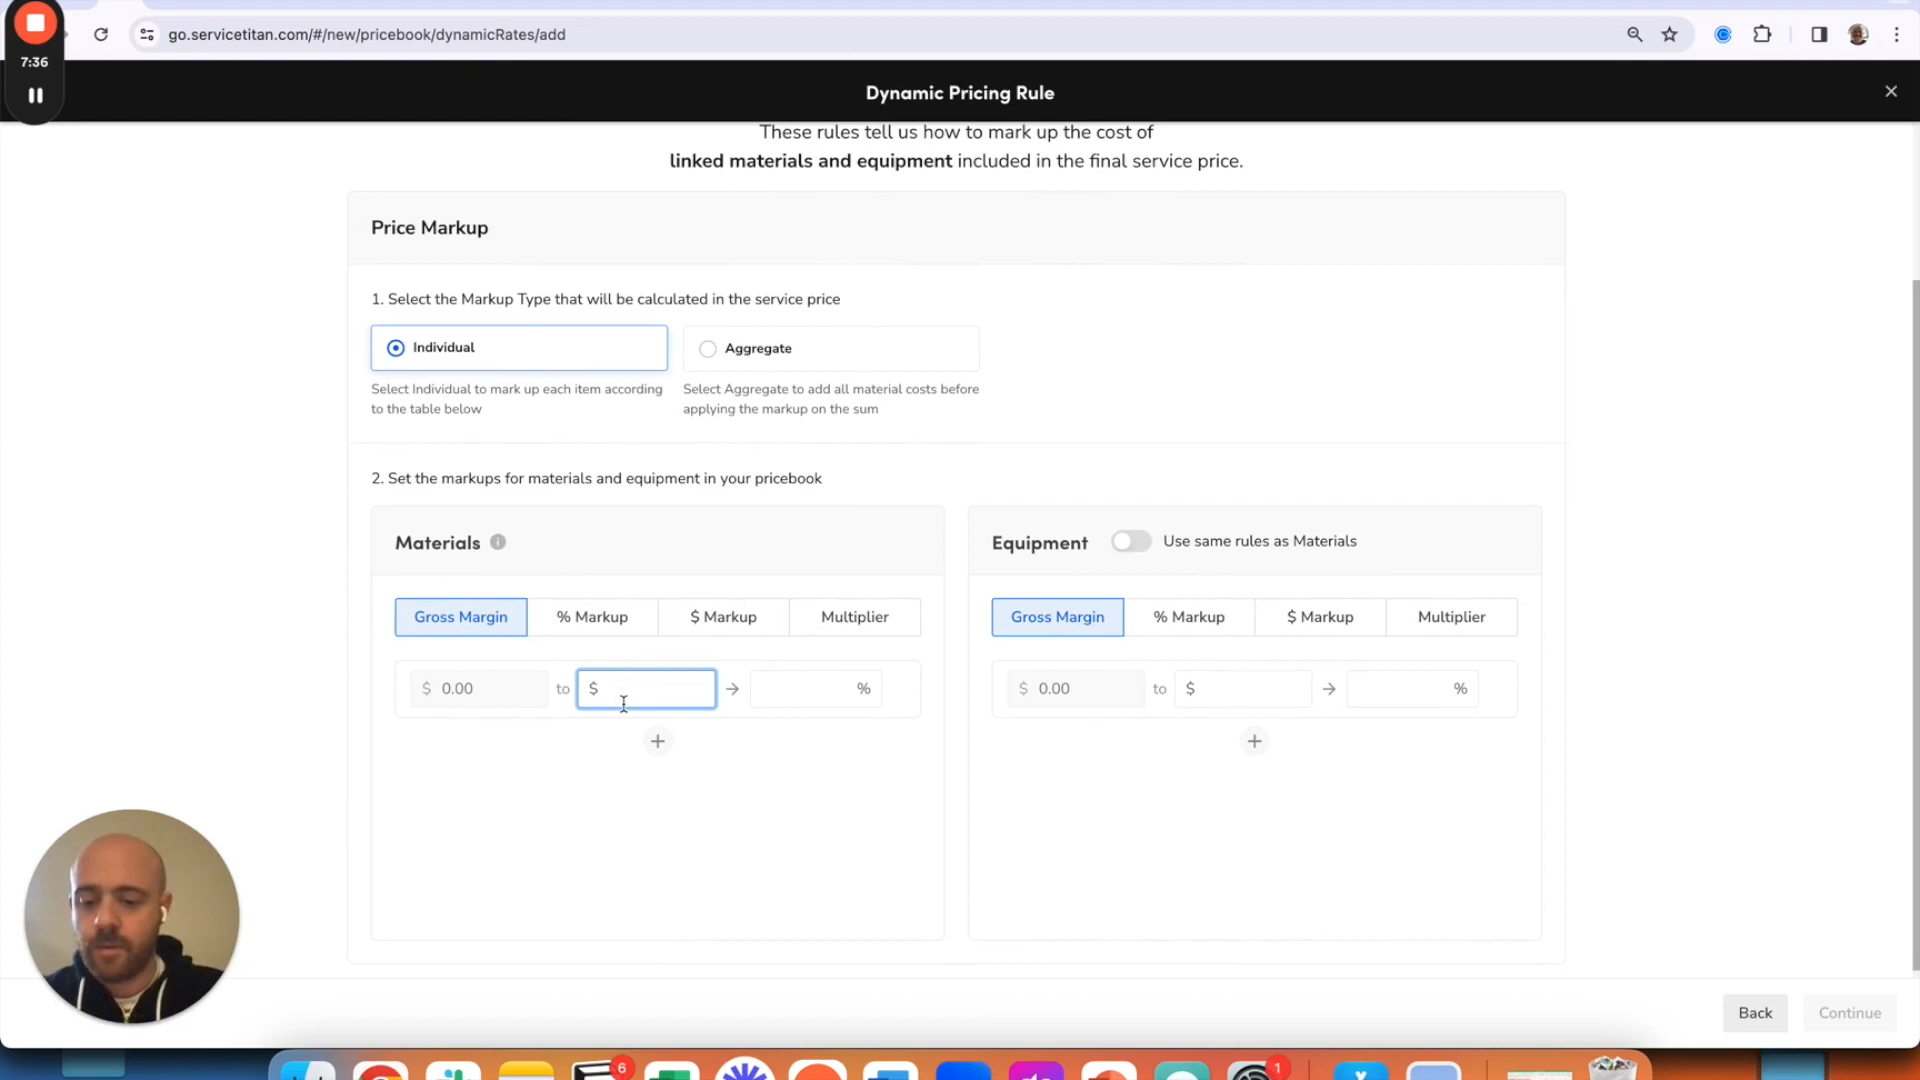 go.servicetitan.com/#/new/pricebook/dynamicRates/add
7:36
Dynamic Pricing Rule
These rules tell us how to mark up the cost of
linked materials and equipment included in the final service price.
Price Markup
1. Select the Markup Type that will be calculated in the service price
Individual
Aggregate
Select Individual to mark up each item according
to the table below
Select Aggregate to add all material costs before
applying the markup on the sum
2. Set the markups for materials and equipment in your pricebook
Materials
Gross Margin % Markup $ Markup Multiplier
$ 0.00 to $ → %
+
Equipment Use same rules as Materials
Gross Margin % Markup $ Markup Multiplier
$ 0.00 to $ → %
+
Back Continue
6
1